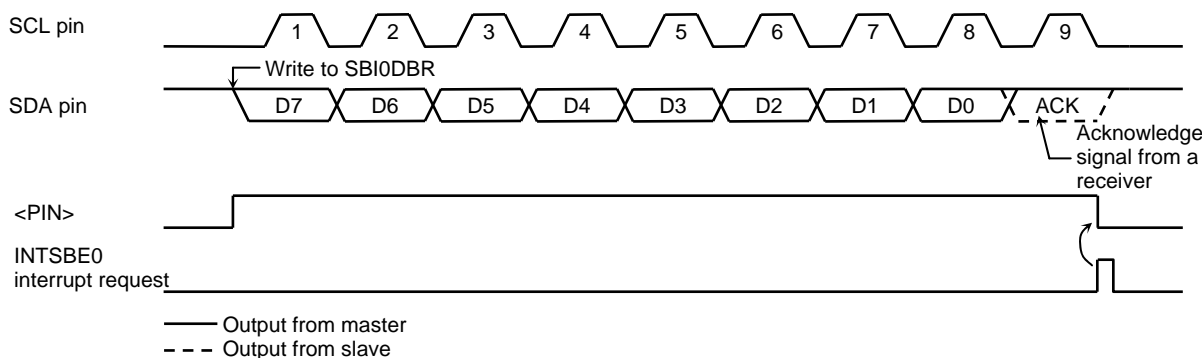 SCL pin
1 2 3 4 5 6 7 8 9
Write to SBI0DBR
SDA pin
D7 D6 D5 D4 D3 D2 D1 D0 ACK
Acknowledge
signal from a
receiver
<PIN>
INTSBE0
interrupt request
Output from master
Output from slave